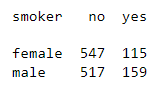 smoker no yes
female 547 115
male 517 159